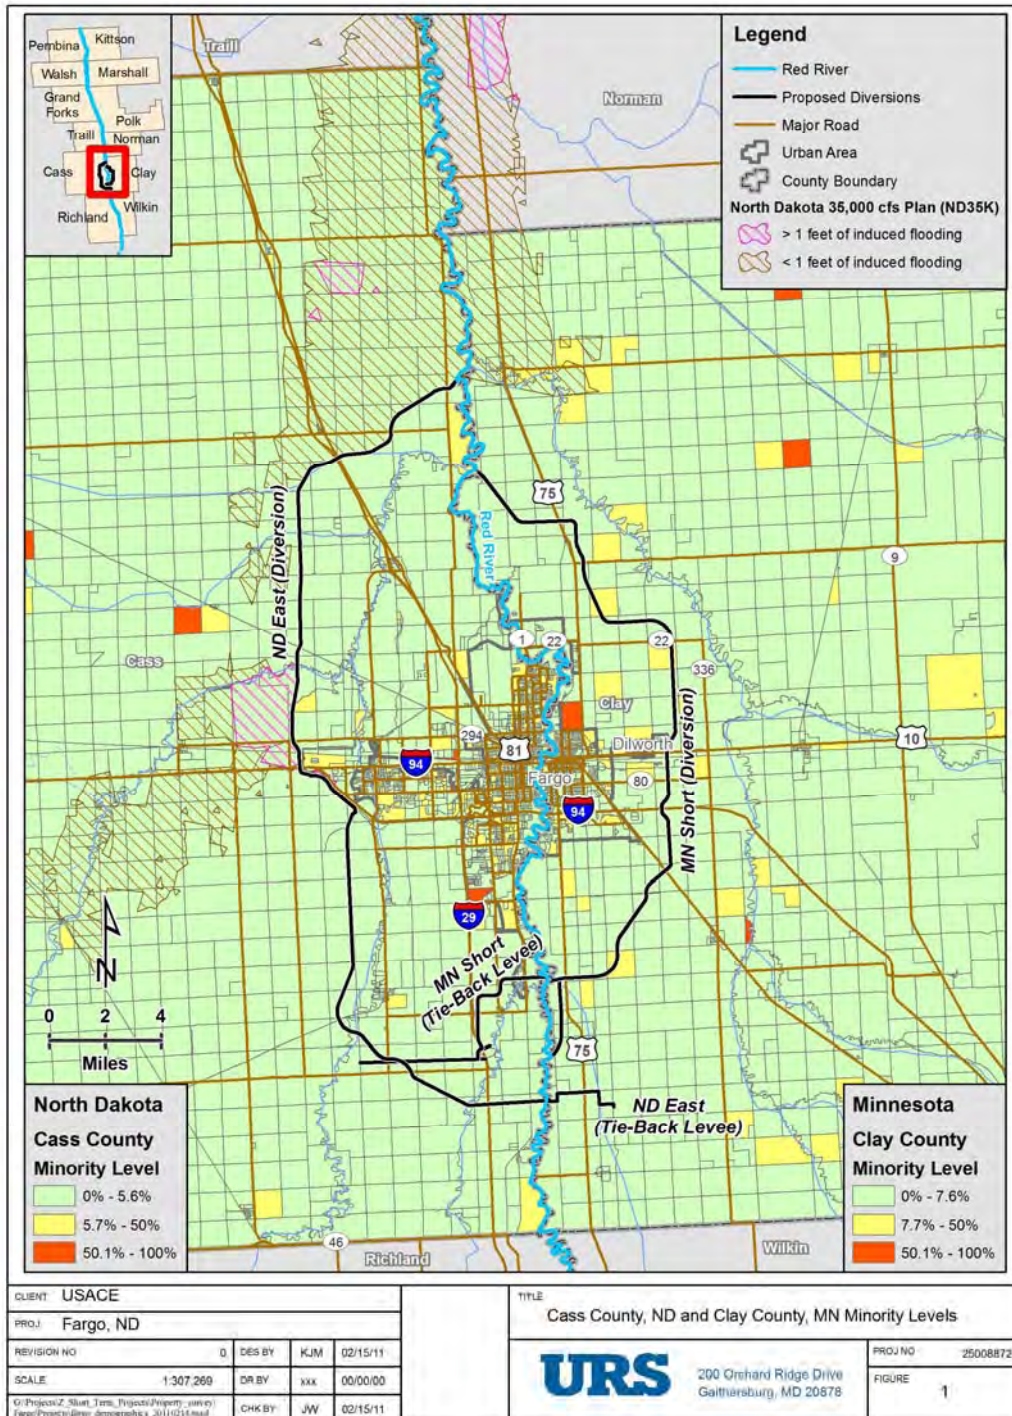 Pembina
Kittson
Walsh
Marshall
Grand
Forks
Polk
Traill
Norman
Cass
Clay
Richland
Wilkin
Traill
Norman
Legend
Red River
Proposed Diversions
Major Road
Urban Area
County Boundary
North Dakota 35,000 cfs Plan (ND35K)
> 1 feet of induced flooding
< 1 feet of induced flooding
75
Red River
ND East (Diversion)
9
1
22
22
336
Cass
Clay
MN Short (Diversion)
294
81
Dilworth
10
94
Fargo
80
94
29
MN Short
(Tie-Back Levee)
N
0 2 4
Miles
75
ND East
(Tie-Back Levee)
North Dakota
Cass County
Minority Level
0% - 5.6%
5.7% - 50%
50.1% - 100%
Minnesota
Clay County
Minority Level
0% - 7.6%
7.7% - 50%
50.1% - 100%
46
Richland
Wilkin
CLIENT USACE
PROJ Fargo, ND
REVISION NO 0 DES BY KJM 02/15/11
SCALE 1:307,269 DR BY xxx 00/00/00
CHK BY JW 02/15/11
TITLE
Cass County, ND and Clay County, MN Minority Levels
URS
200 Orchard Ridge Drive
Gaithersburg, MD 20878
PROJ NO 25008872
FIGURE
1